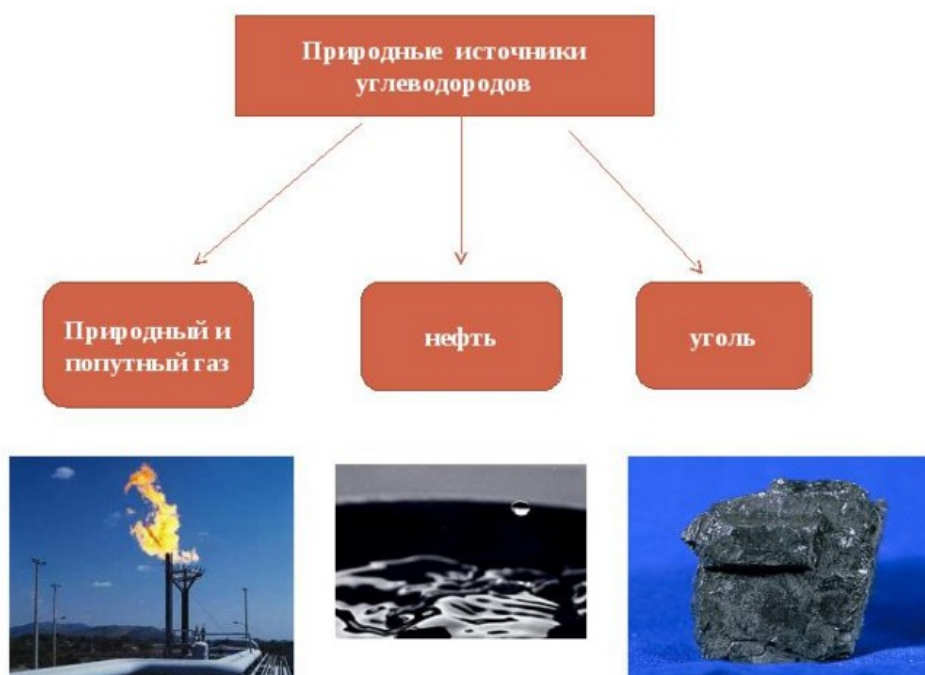 Природные источники
углеводородов
Природный и
попутный газ
нефть
уголь